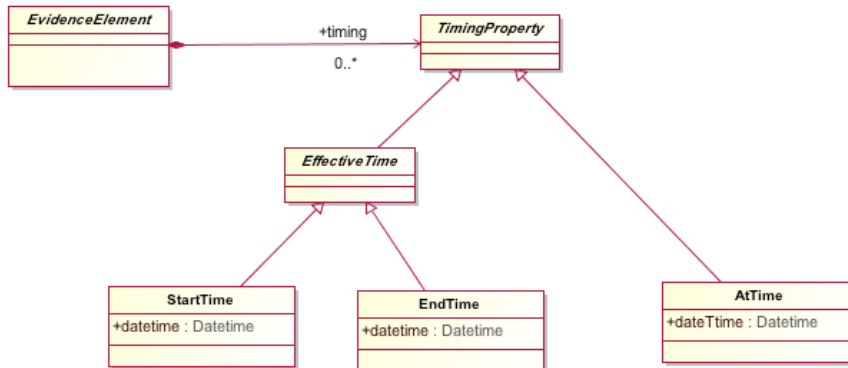 EvidenceElement
+timing
TimingProperty
0..*
EffectiveTime
StartTime
+datetime : Datetime
EndTime
+datetime : Datetime
AtTime
+dateTtime : Datetime